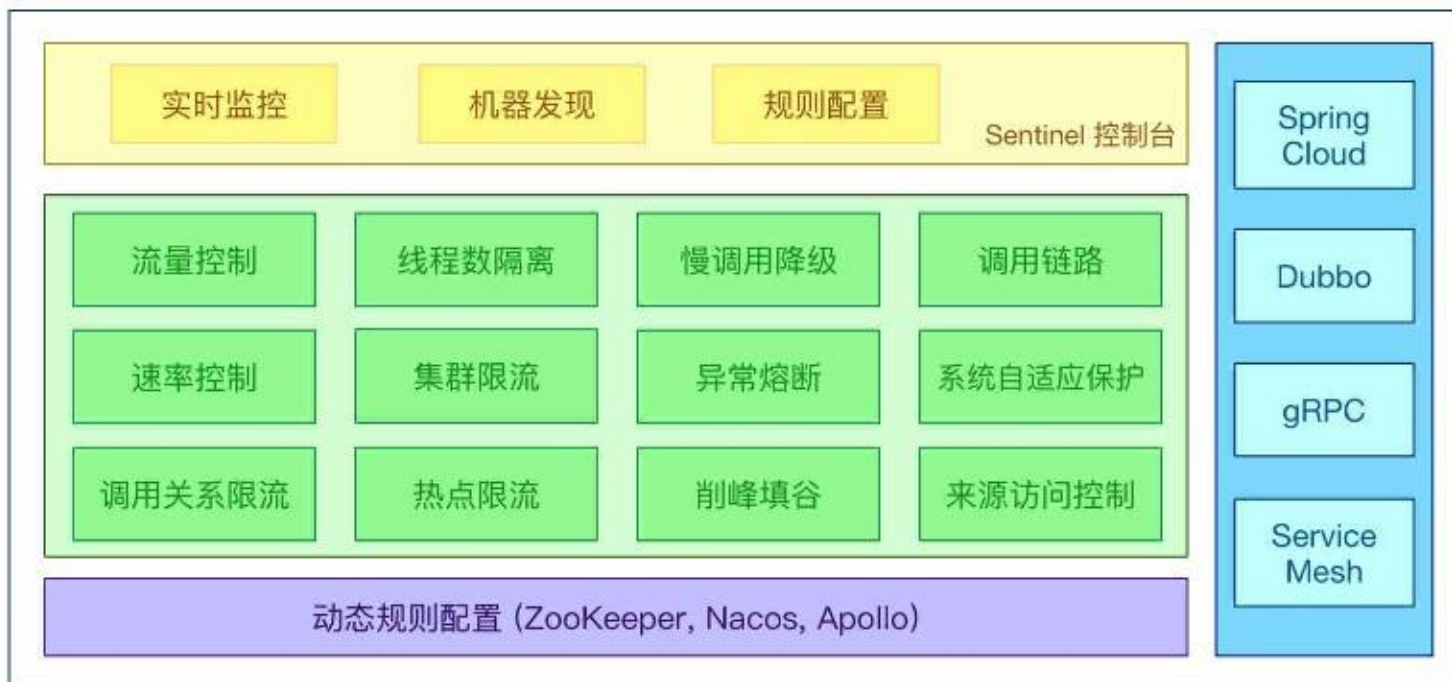 实时监控
机器发现
规则配置
Sentinel 控制台
流量控制
线程数隔离
慢调用降级
调用链路
速率控制
集群限流
异常熔断
系统自适应保护
调用关系限流
热点限流
削峰填谷
来源访问控制
动态规则配置 (ZooKeeper, Nacos, Apollo)
Spring
Cloud
Dubbo
gRPC
Service
Mesh